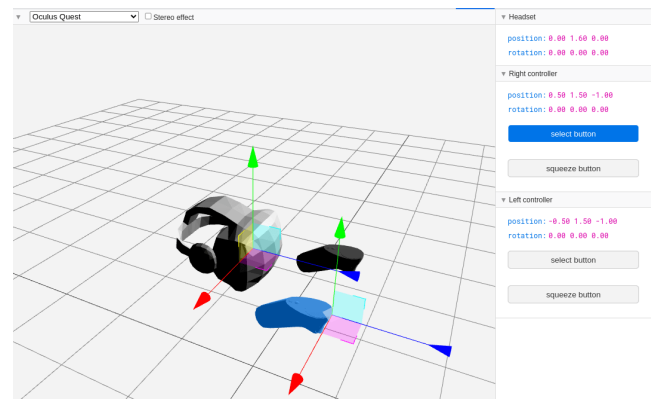 Oculus Quest
Stereo effect
Headset
position: 0.00 1.60 0.00
rotation: 0.00 0.00 0.00
Right controller
position: 0.50 1.50 -1.00
rotation: 0.00 0.00 0.00
select button
squeeze button
Left controller
position: -0.50 1.50 -1.00
rotation: 0.00 0.00 0.00
select button
squeeze button